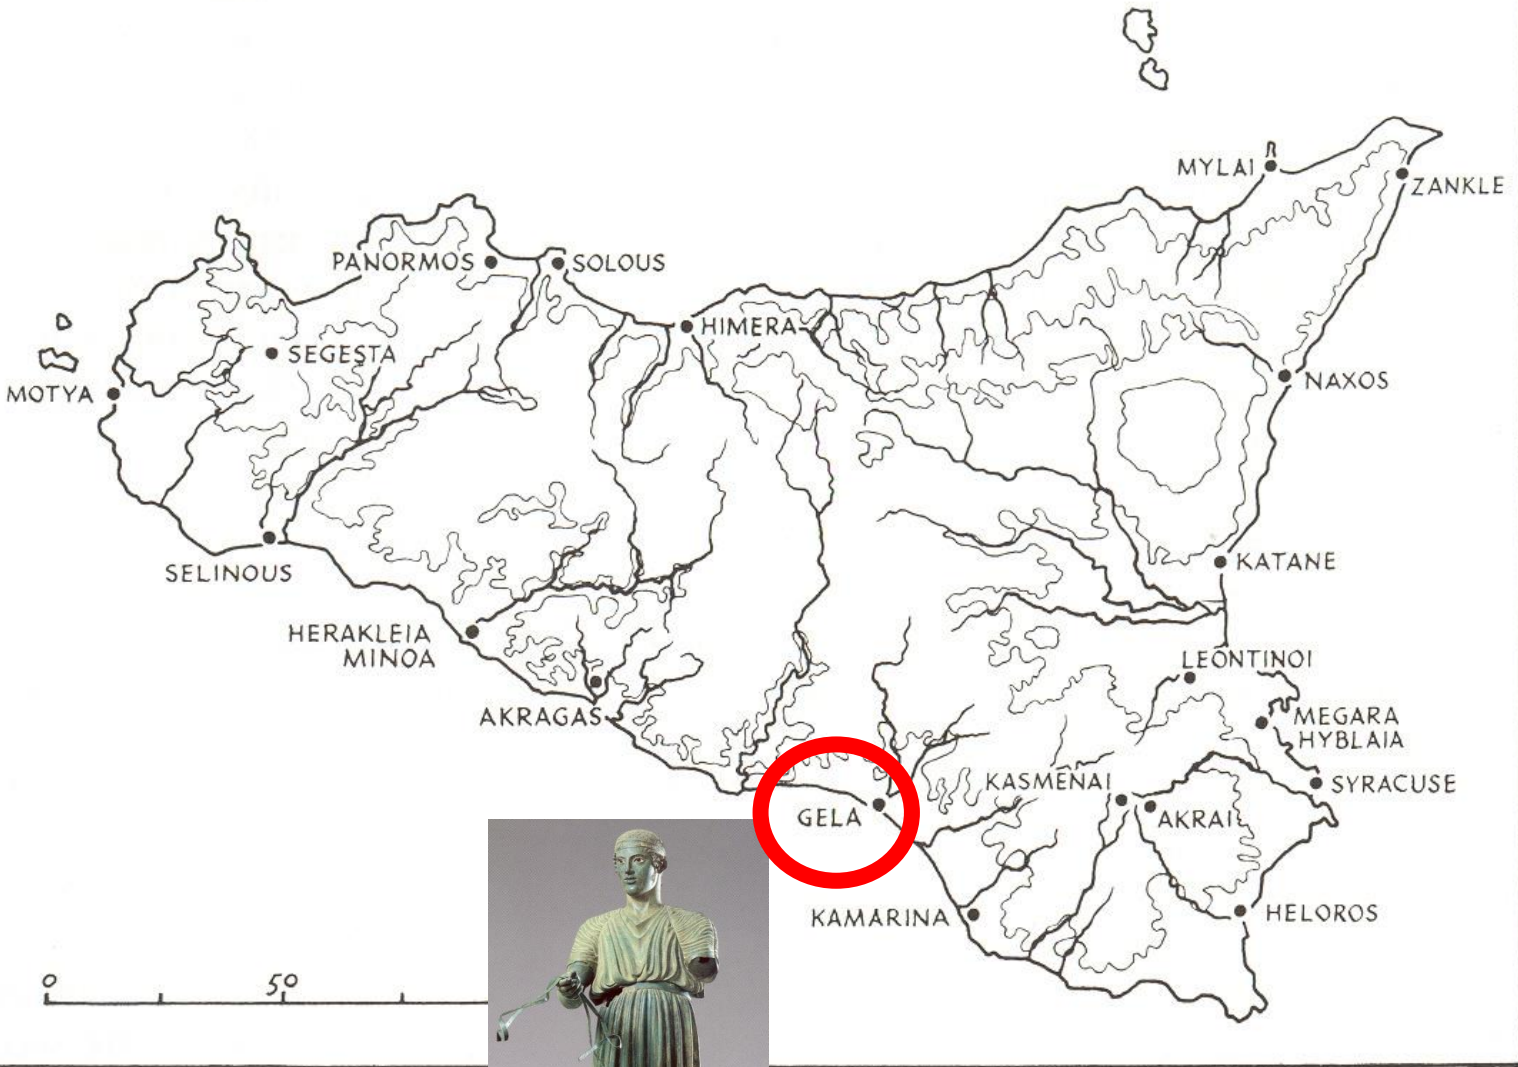 MYLAI
ZANKLE
PANORMOS
SOLOUS
HIMERA
SEGESTA
MOTYA
NAXOS
SELINOUS
KATANE
HERAKLEIA
MINOA
LEONTINOI
AKRAGAS
MEGARA
HYBLAIA
KASMĒNAI
SYRACUSE
GELA
AKRAI
KAMARINA
HELOROS
0
50